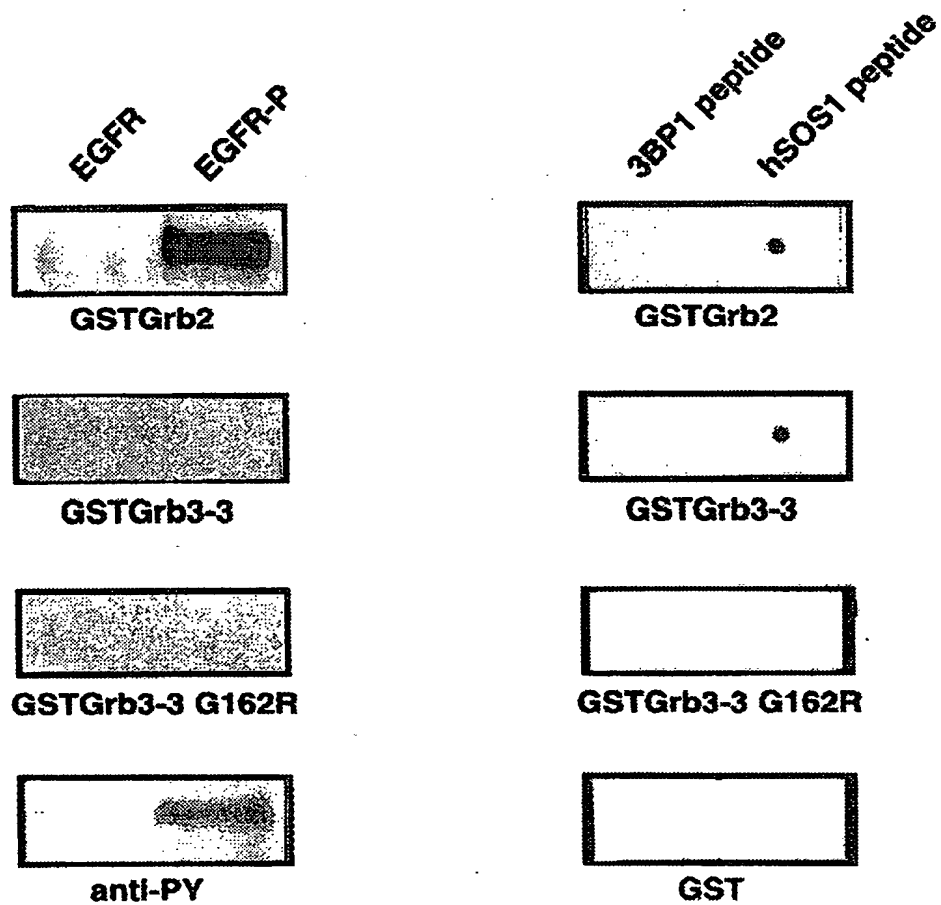 EGFR
EGFR-P
GSTGrb2
GSTGrb3-3
GSTGrb3-3 G162R
anti-PY
3BP1 peptide
hSOS1 peptide
GSTGrb2
GSTGrb3-3
GSTGrb3-3 G162R
GST